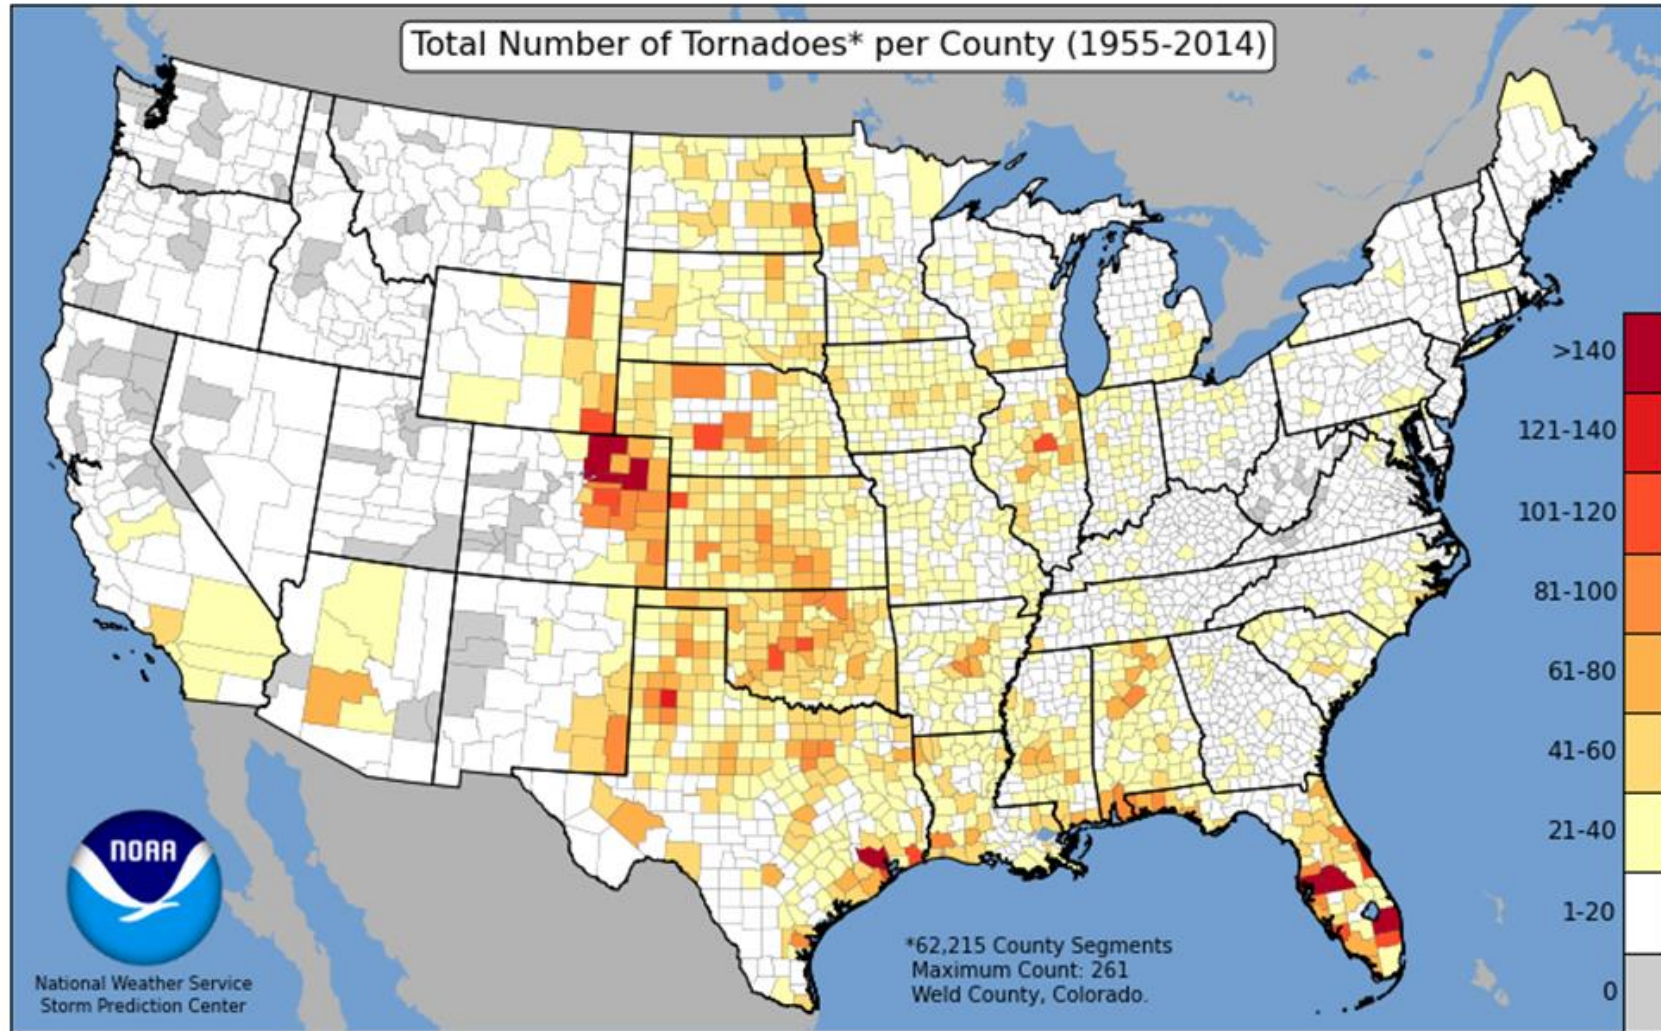 Total Number of Tornadoes* per County (1955-2014)
>140
121-140
101-120
81-100
61-80
41-60
21-40
1-20
0
NOAA
National Weather Service
Storm Prediction Center
*62,215 County Segments
Maximum Count: 261
Weld County, Colorado.